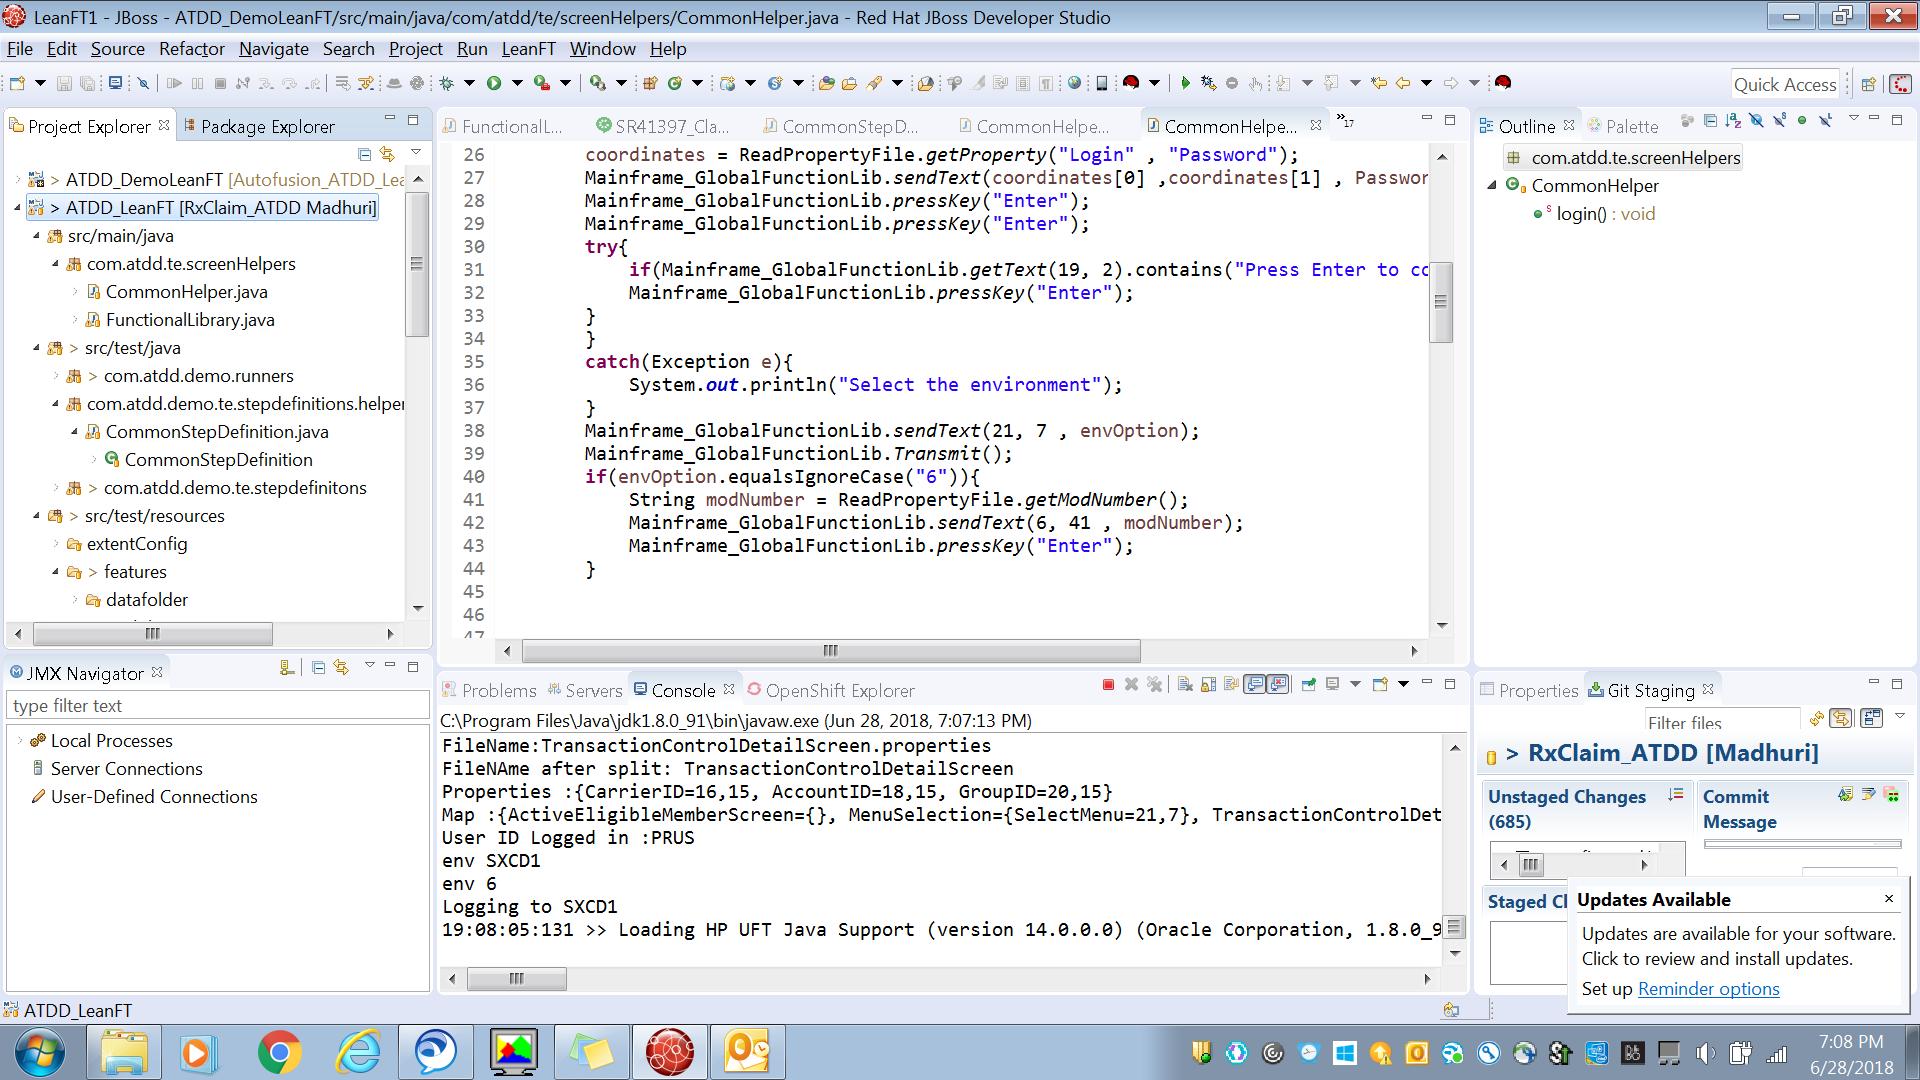 LeanFT1 - JBoss - ATDD_DemoLeanFT/src/main/java/com/atdd/te/screenHelpers/CommonHelper.java - Red Hat JBoss Developer Studio
File Edit Source Refactor Navigate Search Project Run LeanFT Window Help
Quick Access
Project Explorer
Package Explorer
> ATDD_DemoLeanFT [Autofusion_ATDD_Lea
> ATDD_LeanFT [RxClaim_ATDD Madhuri]
src/main/java
com.atdd.te.screenHelpers
CommonHelper.java
FunctionalLibrary.java
> src/test/java
> com.atdd.demo.runners
com.atdd.demo.te.stepdefinitions.helper
CommonStepDefinition.java
CommonStepDefinition
> com.atdd.demo.te.stepdefinitons
> src/test/resources
extentConfig
> features
datafolder
JMX Navigator
type filter text
Local Processes
Server Connections
User-Defined Connections
FunctionalL... SR41397_Cla... CommonStepD... CommonHelpe... CommonHelpe... »17
26 coordinates = ReadPropertyFile.getProperty("Login" , "Password");
27 Mainframe_GlobalFunctionLib.sendText(coordinates[0] ,coordinates[1] , Passwor
28 Mainframe_GlobalFunctionLib.pressKey("Enter");
29 Mainframe_GlobalFunctionLib.pressKey("Enter");
30 try{
31 if(Mainframe_GlobalFunctionLib.getText(19, 2).contains("Press Enter to co
32 Mainframe_GlobalFunctionLib.pressKey("Enter");
33 }
34 }
35 catch(Exception e){
36 System.out.println("Select the environment");
37 }
38 Mainframe_GlobalFunctionLib.sendText(21, 7 , envOption);
39 Mainframe_GlobalFunctionLib.Transmit();
40 if(envOption.equalsIgnoreCase("6")){
41 String modNumber = ReadPropertyFile.getModNumber();
42 Mainframe_GlobalFunctionLib.sendText(6, 41 , modNumber);
43 Mainframe_GlobalFunctionLib.pressKey("Enter");
44 }
45
46
47
Problems Servers Console OpenShift Explorer
C:\Program Files\Java\jdk1.8.0_91\bin\javaw.exe (Jun 28, 2018, 7:07:13 PM)
FileName:TransactionControlDetailScreen.properties
FileNAme after split: TransactionControlDetailScreen
Properties :{CarrierID=16,15, AccountID=18,15, GroupID=20,15}
Map :{ActiveEligibleMemberScreen={}, MenuSelection={SelectMenu=21,7}, TransactionControlDet
User ID Logged in :PRUS
env SXCD1
env 6
Logging to SXCD1
19:08:05:131 >> Loading HP UFT Java Support (version 14.0.0.0) (Oracle Corporation, 1.8.0_9
Outline Palette
com.atdd.te.screenHelpers
CommonHelper
login() : void
Properties Git Staging
Filter files
> RxClaim_ATDD [Madhuri]
Unstaged Changes
(685)
Commit
Message
Staged Cl
Updates Available
Updates are available for your software.
Click to review and install updates.
Set up Reminder options
ATDD_LeanFT
7:08 PM
6/28/2018